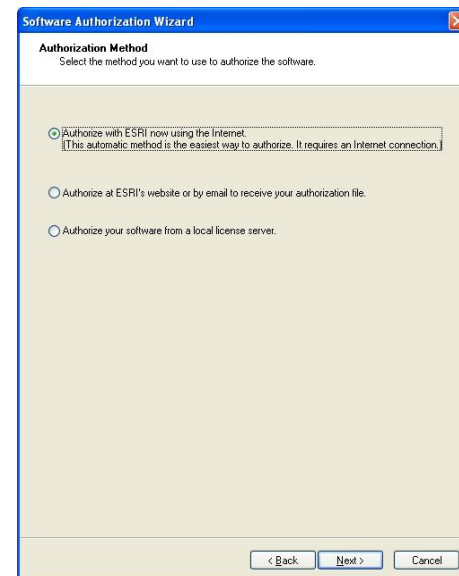 Software Authorization Wizard
Authorization Method
Select the method you want to use to authorize the software.
Authorize with ESRI now using the Internet.
(This automatic method is the easiest way to authorize. It requires an Internet connection.)
Authorize at ESRI's website or by email to receive your authorization file.
Authorize your software from a local license server.
< Back Next > Cancel